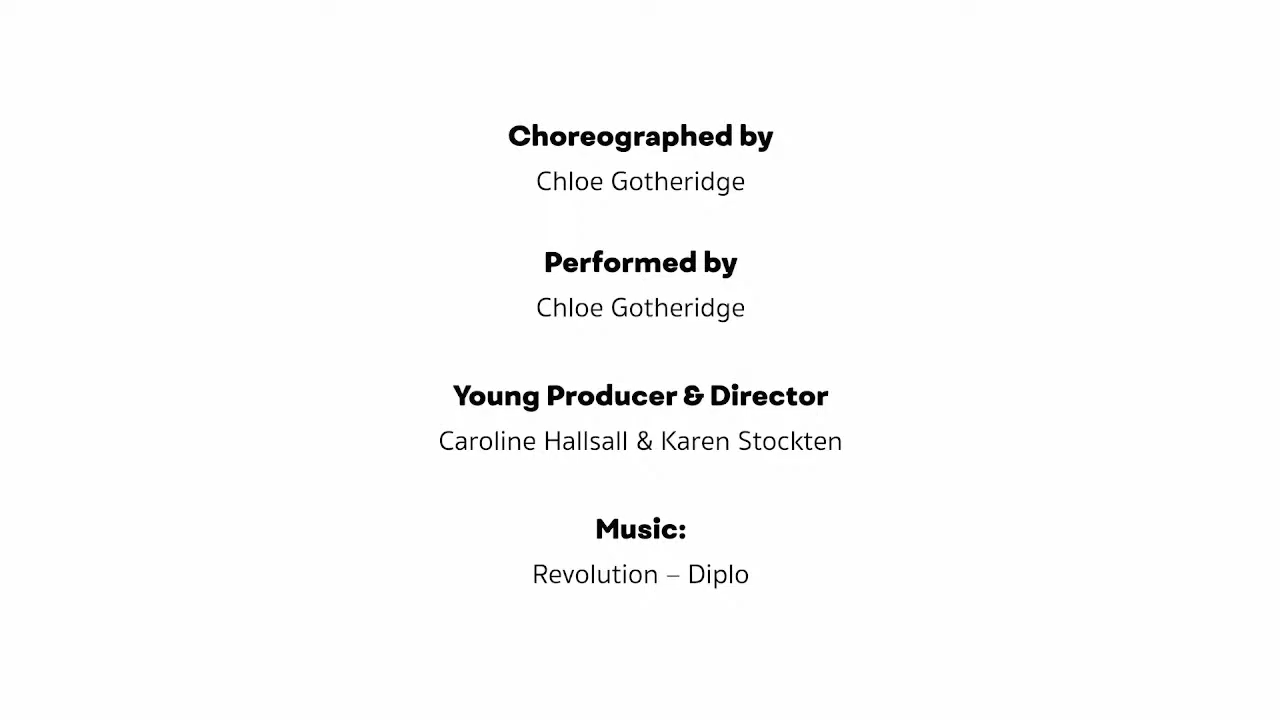 Choreographed by
Chloe Gotheridge
Performed by
Chloe Gotheridge
Young Producer & Director
Caroline Hallsall & Karen Stockten
Music:
Revolution – Diplo